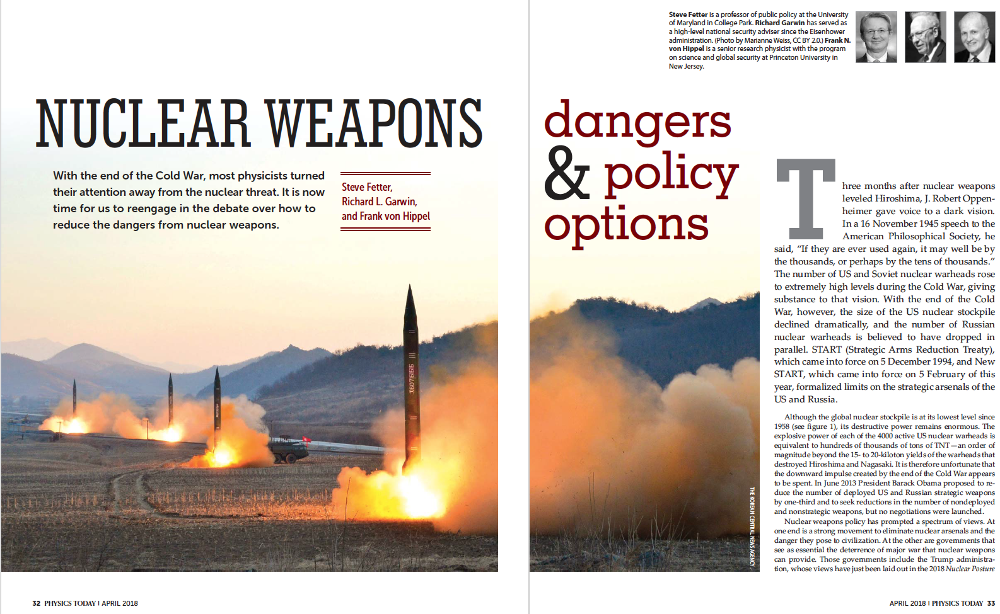 NUCLEAR WEAPONS
With the end of the Cold War, most physicists turned
their attention away from the nuclear threat. It is now
time for us to reengage in the debate over how to
reduce the dangers from nuclear weapons.
Steve Fetter,
Richard L. Garwin,
and Frank von Hippel
32 PHYSICS TODAY | APRIL 2018
Steve Fetter is a professor of public policy at the University
of Maryland in College Park. Richard Garwin has served as
a high-level national security adviser since the Eisenhower
administration. (Photo by Marianne Weiss, CC BY 2.0.) Frank N.
von Hippel is a senior research physicist with the program
on science and global security at Princeton University in
New Jersey.
dangers
& policy
options
THE KOREAN CENTRAL NEWS AGENCY
Three months after nuclear weapons
leveled Hiroshima, J. Robert Oppen-
heimer gave voice to a dark vision.
In a 16 November 1945 speech to the
American Philosophical Society, he
said, “If they are ever used again, it may well be by
the thousands, or perhaps by the tens of thousands.”
The number of US and Soviet nuclear warheads rose
to extremely high levels during the Cold War, giving
substance to that vision. With the end of the Cold
War, however, the size of the US nuclear stockpile
declined dramatically, and the number of Russian
nuclear warheads is believed to have dropped in
parallel. START (Strategic Arms Reduction Treaty),
which came into force on 5 December 1994, and New
START, which came into force on 5 February of this
year, formalized limits on the strategic arsenals of the
US and Russia.
Although the global nuclear stockpile is at its lowest level since
1958 (see figure 1), its destructive power remains enormous. The
explosive power of each of the 4000 active US nuclear warheads is
equivalent to hundreds of thousands of tons of TNT—an order of
magnitude beyond the 15- to 20-kiloton yields of the warheads that
destroyed Hiroshima and Nagasaki. It is therefore unfortunate that
the downward impulse created by the end of the Cold War appears
to be spent. In June 2013 President Barack Obama proposed to re-
duce the number of deployed US and Russian strategic weapons
by one-third and to seek reductions in the number of nondeployed
and nonstrategic weapons, but no negotiations were launched.
Nuclear weapons policy has prompted a spectrum of views. At
one end is a strong movement to eliminate nuclear arsenals and the
danger they pose to civilization. At the other are governments that
see as essential the deterrence of major war that nuclear weapons
can provide. Those governments include the Trump administra-
tion, whose views have just been laid out in the 2018 Nuclear Posture
APRIL 2018 | PHYSICS TODAY 33